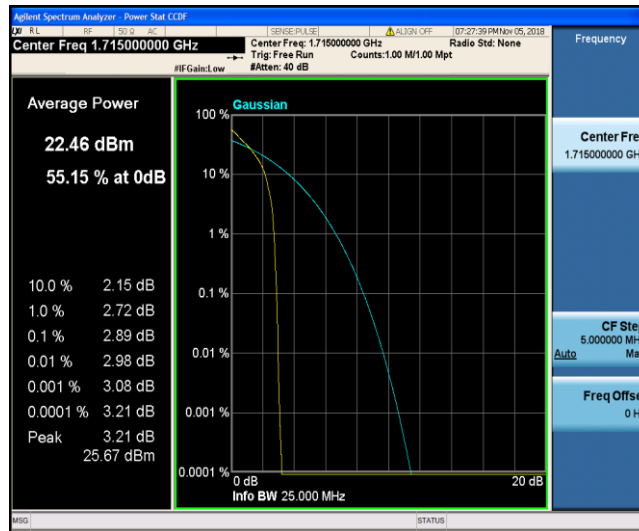 Agilent Spectrum Analyzer - Power Stat CCDF
RL RF 50 Ω AC SENSE:PULSE ALIGN OFF 07:27:39 PM Nov 05, 2018
Center Freq 1.715000000 GHz
Center Freq: 1.715000000 GHz Radio Std: None
Trig: Free Run Counts:1.00 M/1.00 Mpt
#IFGain:Low #Atten: 40 dB
Frequency
Average Power
22.46 dBm
55.15 % at 0dB
10.0 % 2.15 dB
1.0 % 2.72 dB
0.1 % 2.89 dB
0.01 % 2.98 dB
0.001 % 3.08 dB
0.0001 % 3.21 dB
Peak 3.21 dB
25.67 dBm
Gaussian
100 %
10 %
1 %
0.1 %
0.01 %
0.001 %
0.0001 %
0 dB 20 dB
Info BW 25.000 MHz
Center Fre
1.715000000 GH
CF Ste
5.000000 MH
Auto Ma
Freq Offse
0 H
MSG STATUS